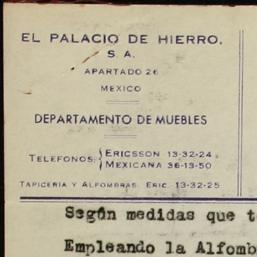 EL PALACIO DE HIERRO,
S. A.
APARTADO 26
MEXICO
DEPARTAMENTO DE MUEBLES
TELEFONOS: { ERICSSON 13-32-24
MEXICANA 36-13-50
TAPICERIA Y ALFOMBRAS. ERIC. 13-32-25
Según medidas que t
Empleando la Alfomb